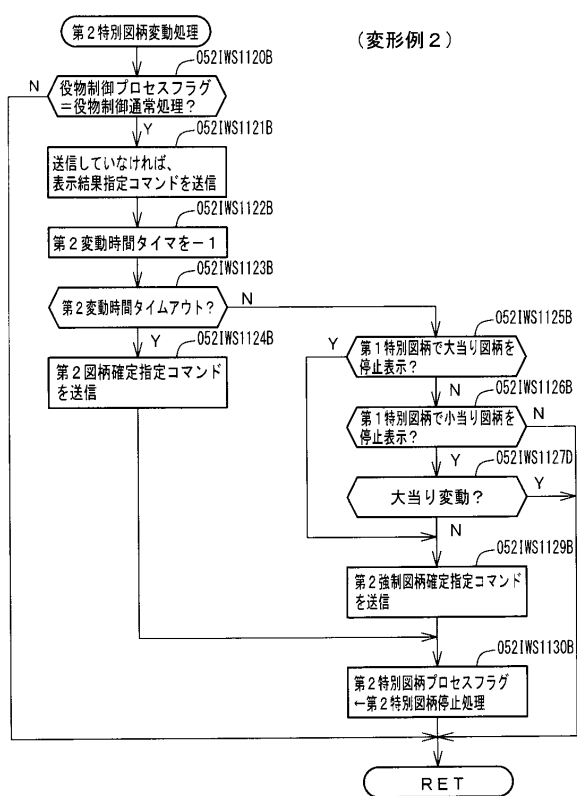 第2特別図柄変動処理
(変形例2)
052IWS1120B
役物制御プロセスフラグ
=役物制御通常処理?
N
Y
052IWS1121B
送信していなければ、
表示結果指定コマンドを送信
052IWS1122B
第2変動時間タイマを-1
052IWS1123B
第2変動時間タイムアウト?
N
Y
052IWS1124B
第2図柄確定指定コマンド
を送信
052IWS1125B
第1特別図柄で大当り図柄を
停止表示?
Y
N
052IWS1126B
第1特別図柄で小当り図柄を
停止表示?
N
Y
052IWS1127D
大当り変動?
Y
N
052IWS1129B
第2強制図柄確定指定コマンド
を送信
052IWS1130B
第2特別図柄プロセスフラグ
←第2特別図柄停止処理
RET